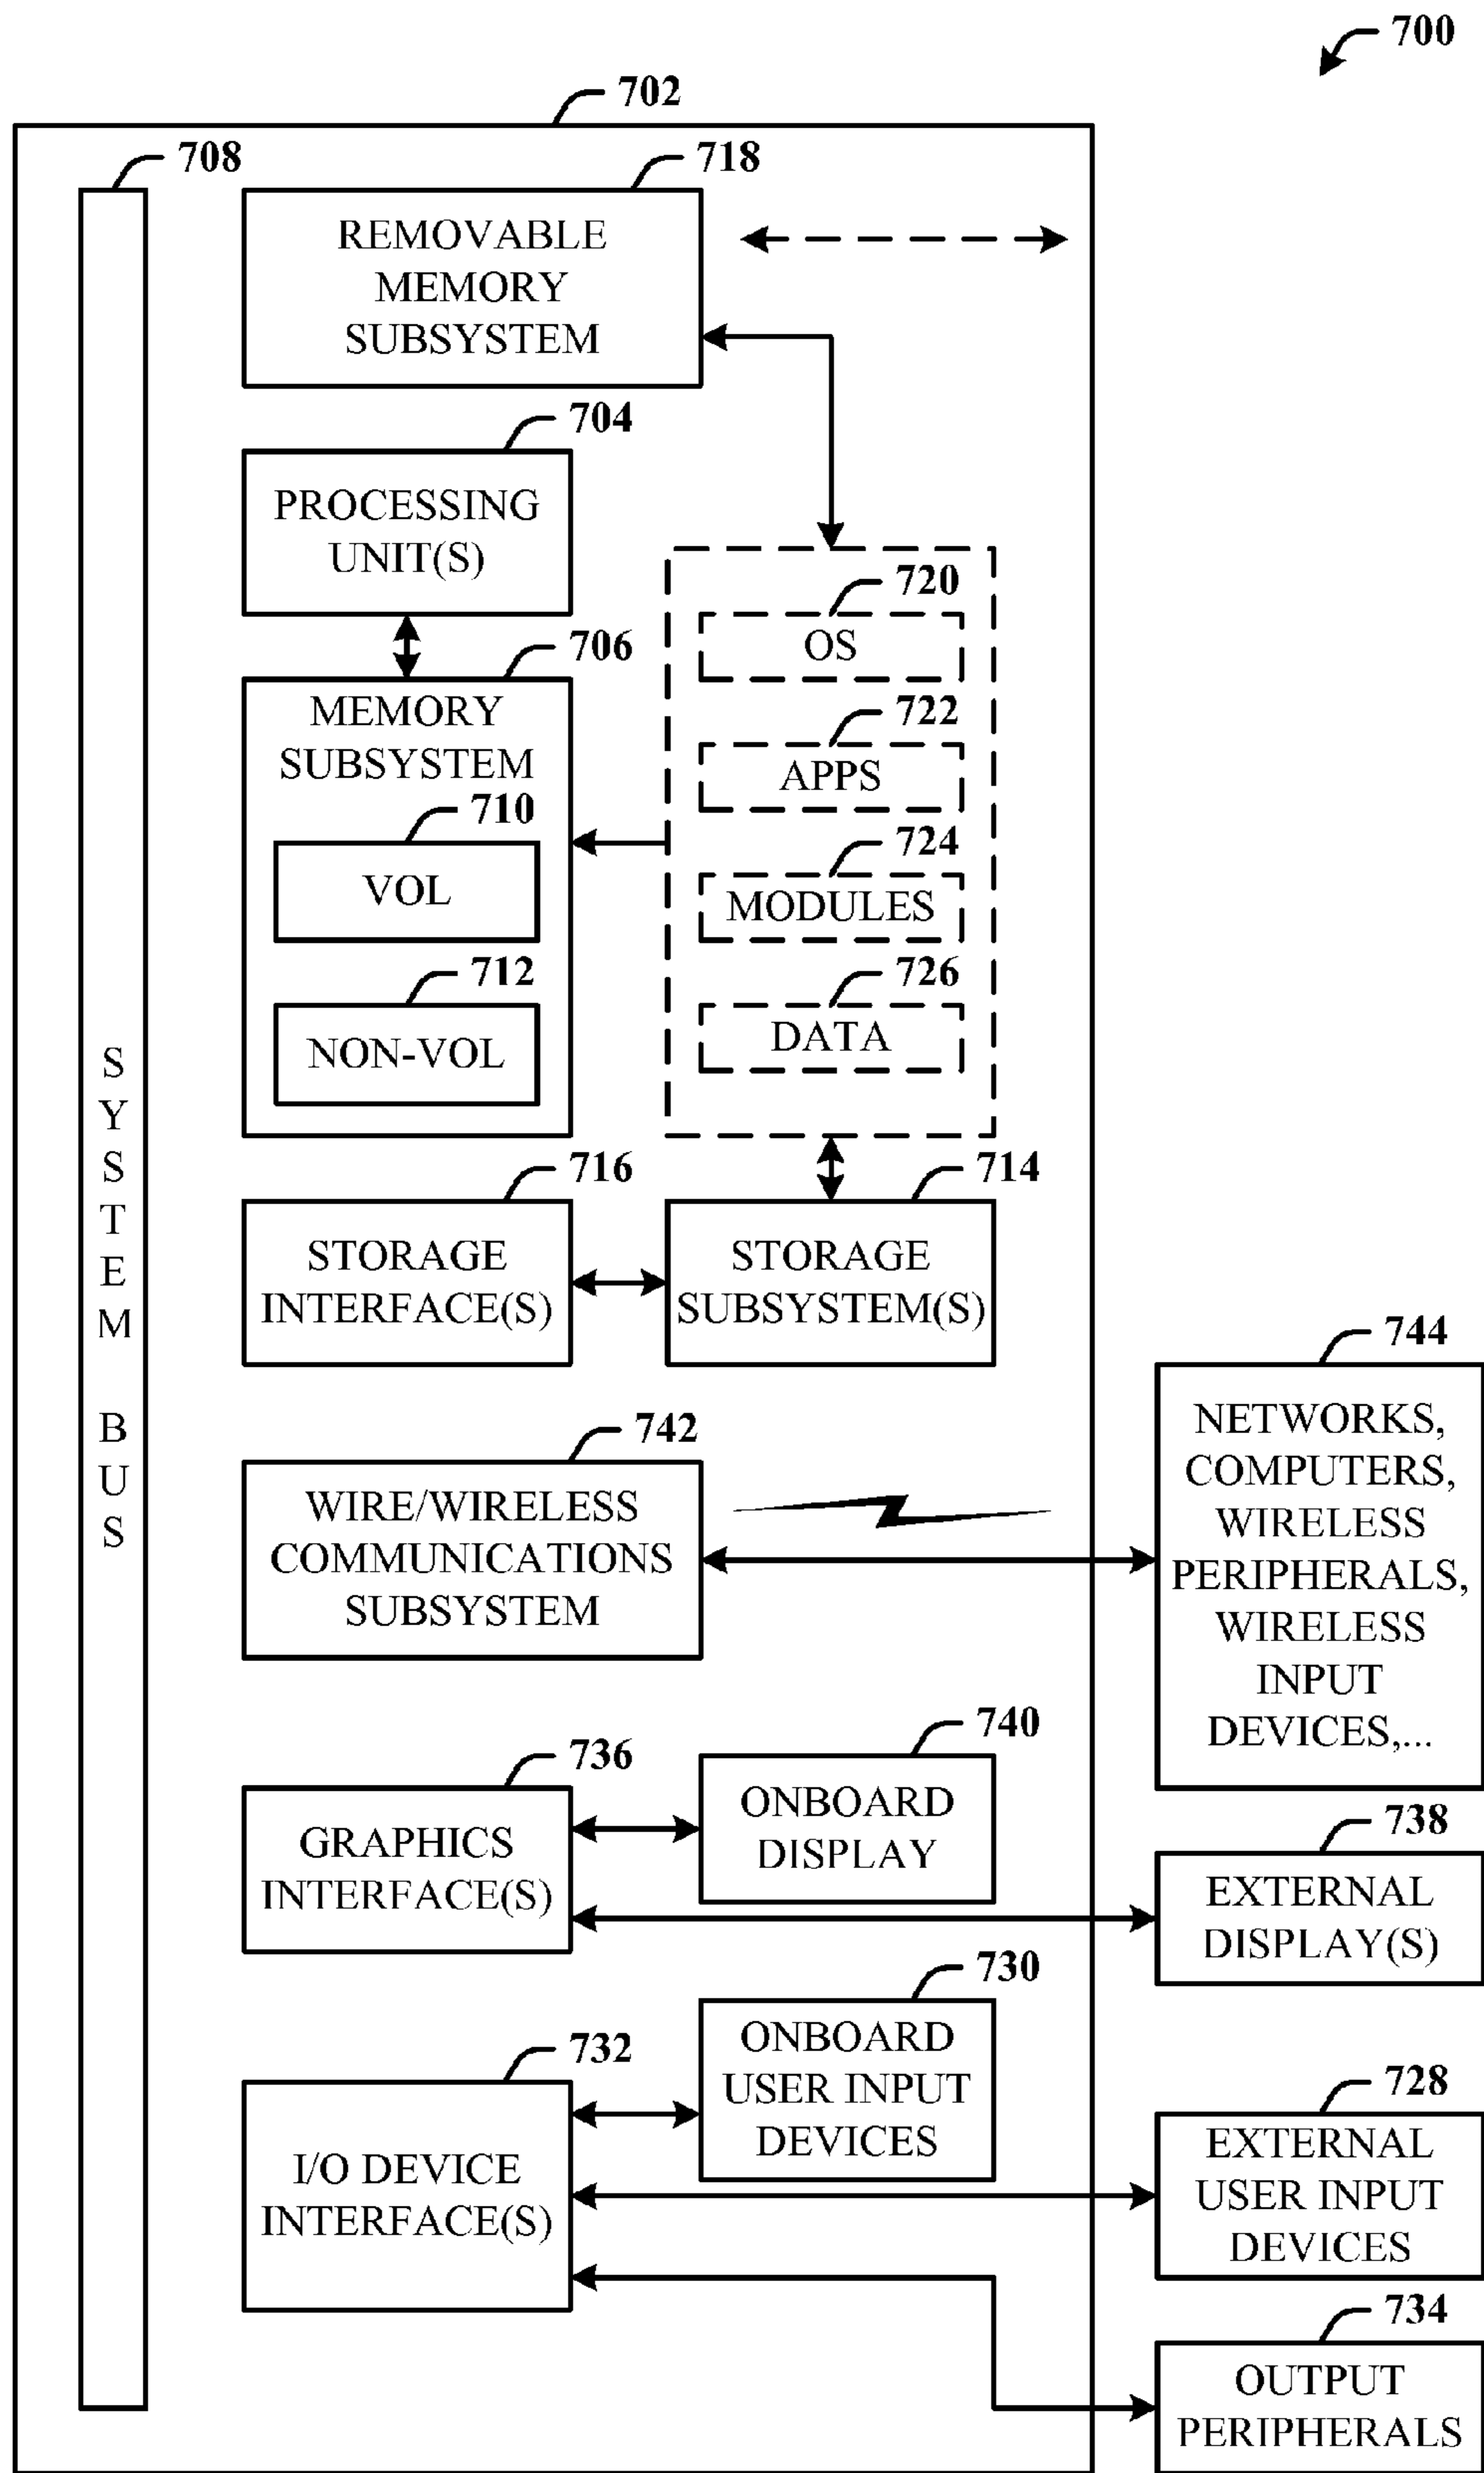 700
702
708
718
REMOVABLE
MEMORY
SUBSYSTEM
704
PROCESSING
UNIT(S)
706
MEMORY
SUBSYSTEM
710
VOL
712
NON-VOL
720
OS
722
APPS
724
MODULES
726
DATA
SYSTEM BUS
716
STORAGE
INTERFACE(S)
714
STORAGE
SUBSYSTEM(S)
742
WIRE/WIRELESS
COMMUNICATIONS
SUBSYSTEM
744
NETWORKS,
COMPUTERS,
WIRELESS
PERIPHERALS,
WIRELESS
INPUT
DEVICES,...
736
GRAPHICS
INTERFACE(S)
740
ONBOARD
DISPLAY
738
EXTERNAL
DISPLAY(S)
732
I/O DEVICE
INTERFACE(S)
730
ONBOARD
USER INPUT
DEVICES
728
EXTERNAL
USER INPUT
DEVICES
734
OUTPUT
PERIPHERALS